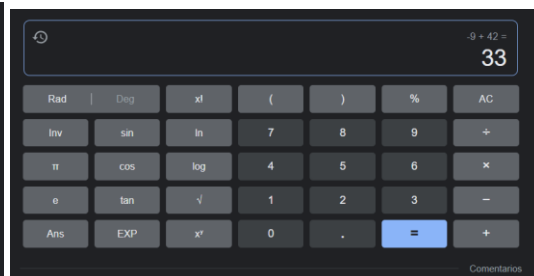 -9 + 42 =
33
Rad | Deg x! ( ) % AC
Inv sin ln 7 8 9 ÷
π cos log 4 5 6 ×
e tan √ 1 2 3 −
Ans EXP xʸ 0 . = +
Comentarios